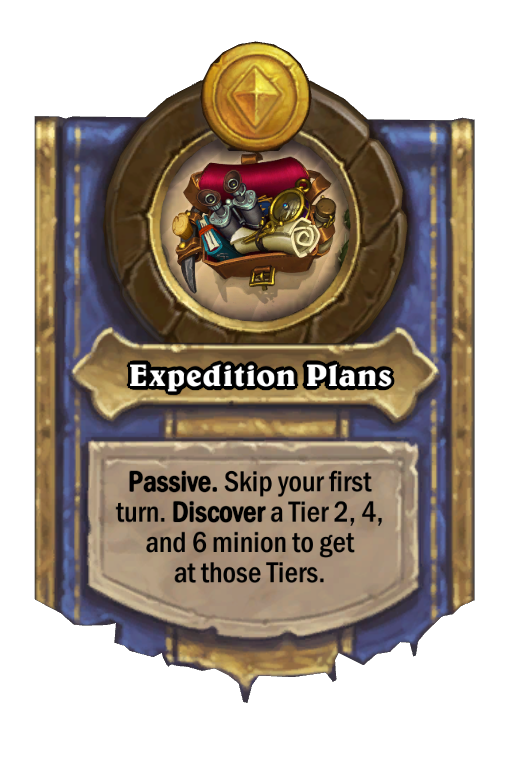 Expedition Plans
Passive. Skip your first
turn. Discover a Tier 2, 4,
and 6 minion to get
at those Tiers.